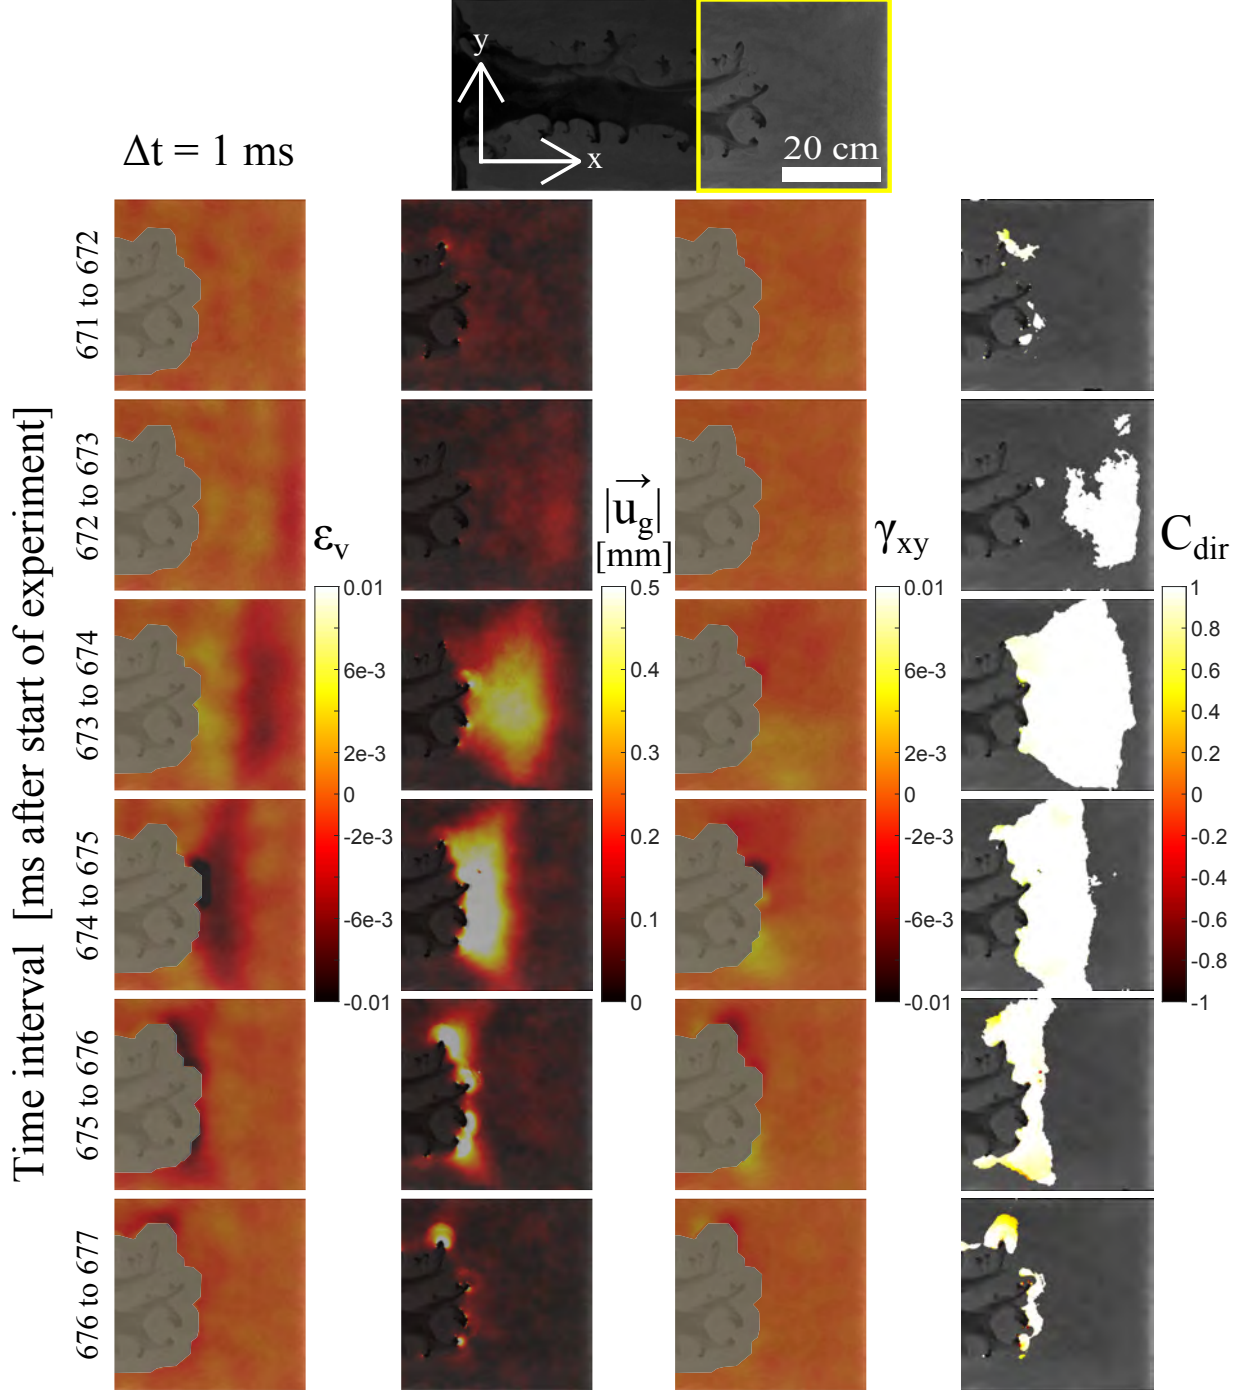 y
x
20 cm
Δt = 1 ms
Time interval [ms after start of experiment]
671 to 672
672 to 673
673 to 674
674 to 675
675 to 676
676 to 677
εv
0.01
6e-3
2e-3
0
-2e-3
-6e-3
-0.01
|ug|
[mm]
0.5
0.4
0.3
0.2
0.1
0
γxy
0.01
6e-3
2e-3
0
-2e-3
-6e-3
-0.01
Cdir
1
0.8
0.6
0.4
0.2
0
-0.2
-0.4
-0.6
-0.8
-1